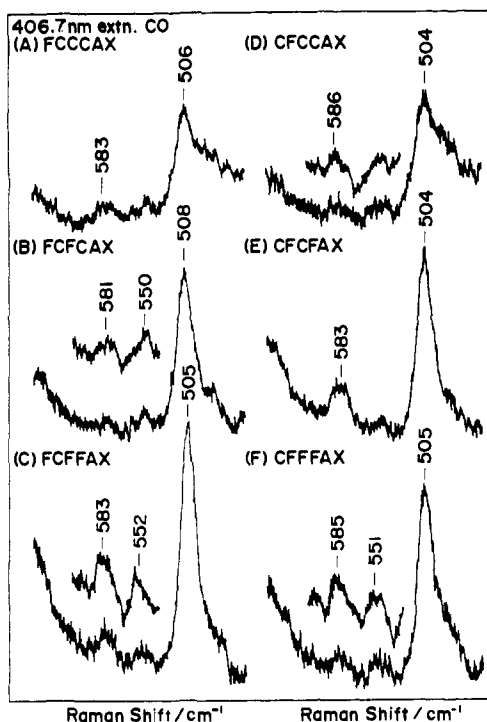 406.7nm extn. CO
(A) FCCCAX
583
506
(B) FCFCAX
581
550
508
(C) FCFFAX
583
552
505
Raman Shift / cm-1
(D) CFCCAX
586
504
(E) CFCFAX
583
504
(F) CFFFAX
585
551
505
Raman Shift / cm-1